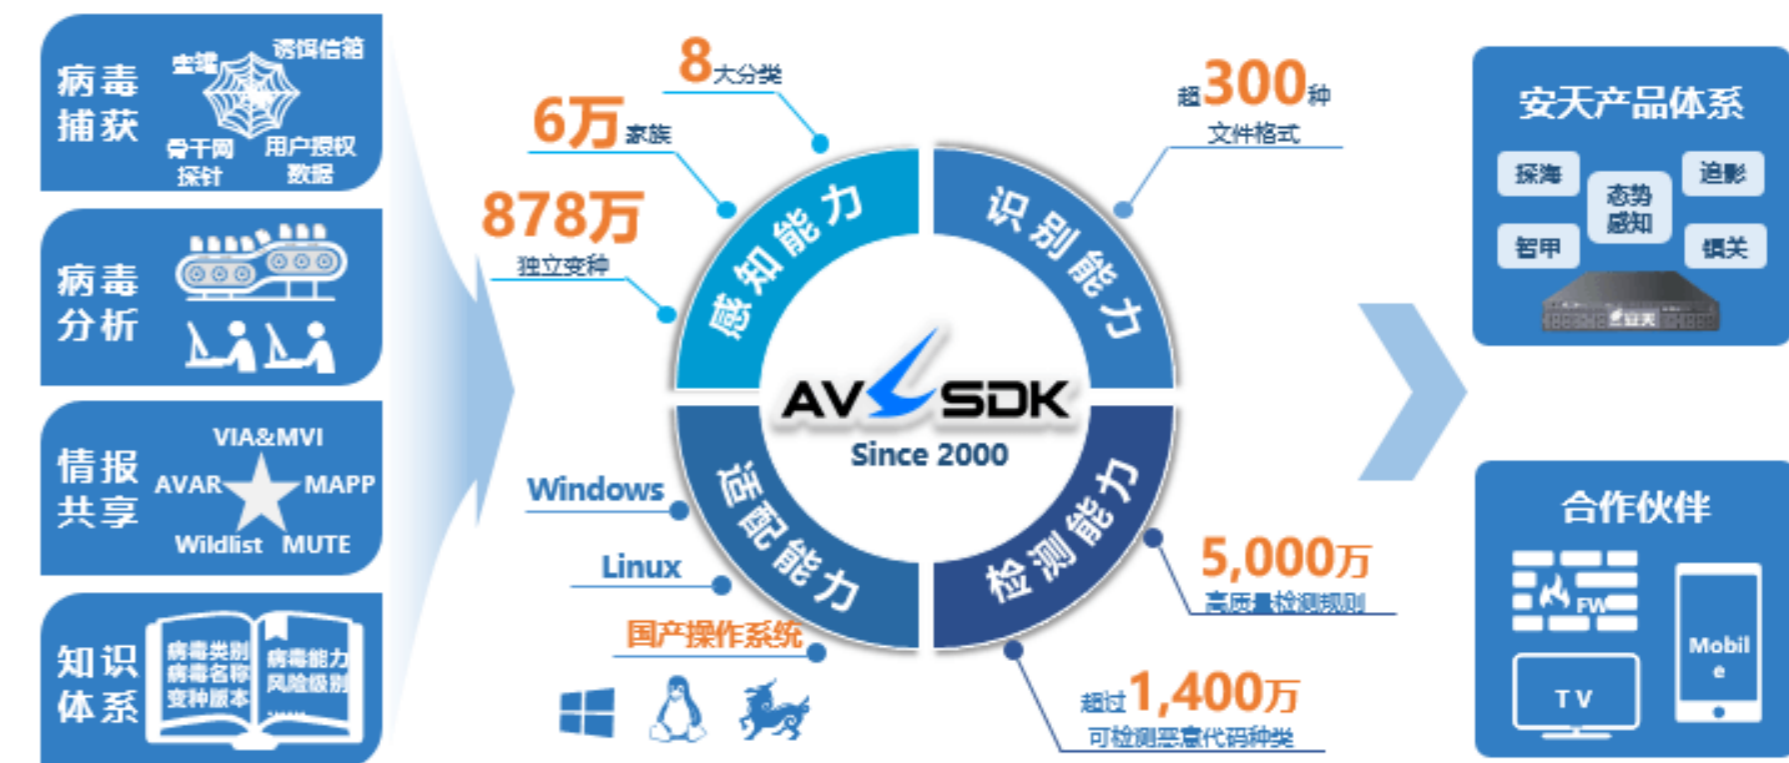 病毒
捕获
蜜罐
诱饵信箱
骨干网
探针
用户授权
数据
病毒
分析
情报
共享
VIA&MVI
AVAR
MAPP
Wildlist
MUTE
知识
体系
病毒类别
病毒名称
变种版本
病毒能力
风险级别
......
8大分类
6万家族
878万
独立变种
超300种
文件格式
感知能力
识别能力
适配能力
检测能力
AVLSDK
Since 2000
Windows
Linux
国产操作系统
5,000万
高质量检测规则
超过1,400万
可检测恶意代码种类
安天产品体系
探海
追影
态势
感知
智甲
镇关
安天
合作伙伴
FW
TV
Mobil
e